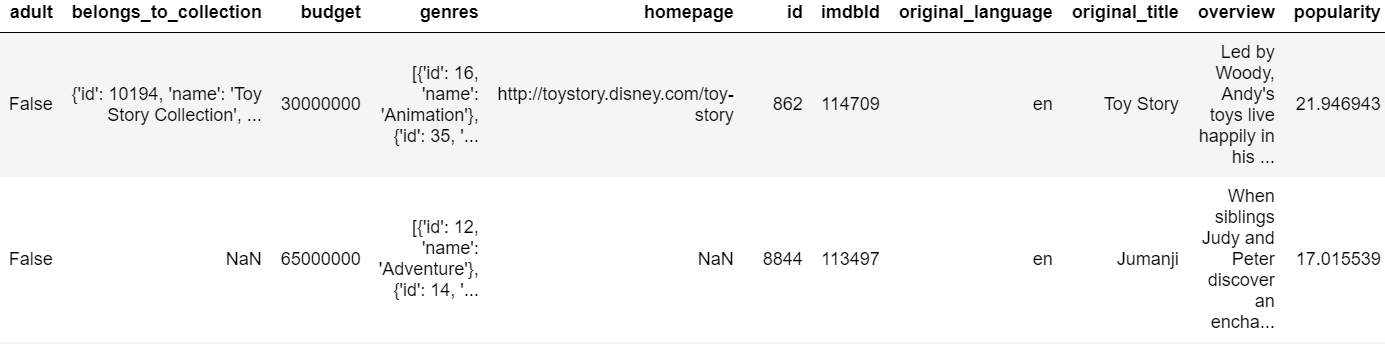 adult belongs_to_collection budget genres homepage id imdbId original_language original_title overview popularity
False {'id': 10194, 'name': 'Toy Story Collection', ... 30000000 [{'id': 16, 'name': 'Animation'}, {'id': 35, '... http://toystory.disney.com/toy-story 862 114709 en Toy Story Led by Woody, Andy's toys live happily in his ... 21.946943
False NaN 65000000 [{'id': 12, 'name': 'Adventure'}, {'id': 14, '... NaN 8844 113497 en Jumanji When siblings Judy and Peter discover an encha... 17.015539